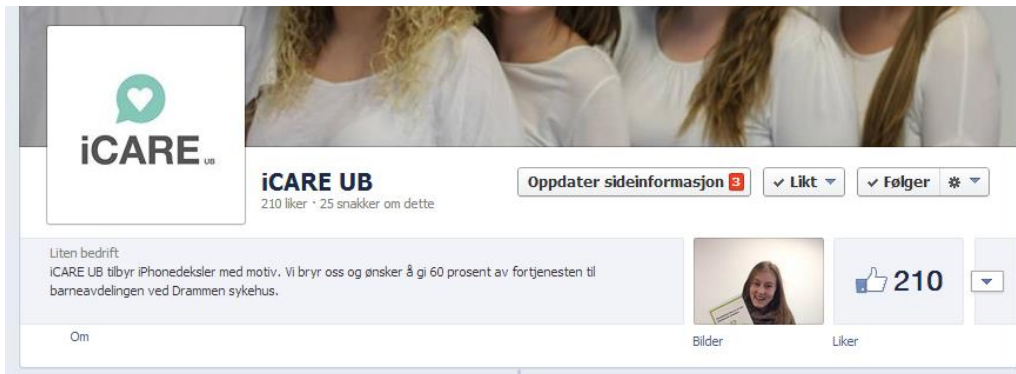 iCARE UB
iCARE UB
210 liker · 25 snakker om dette
Oppdater sideinformasjon 3
✓ Likt
✓ Følger
Liten bedrift
iCARE UB tilbyr iPhonedeksler med motiv. Vi bryr oss og ønsker å gi 60 prosent av fortjenesten til
barneavdelingen ved Drammen sykehus.
210
Om
Bilder
Liker